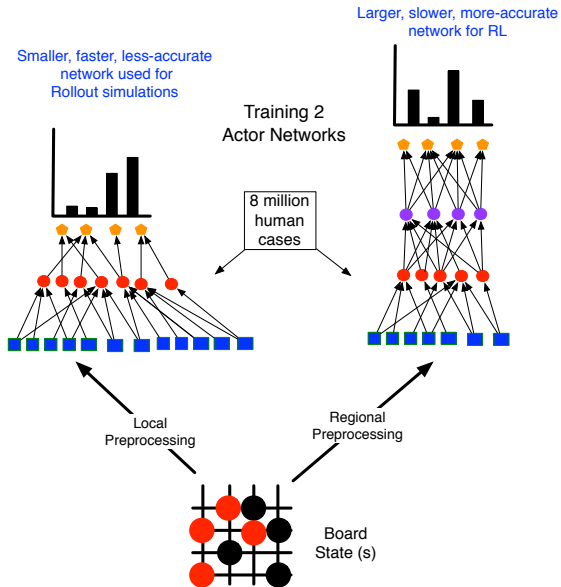 Larger, slower, more-accurate
network for RL
Smaller, faster, less-accurate
network used for
Rollout simulations
Training 2
Actor Networks
8 million
human
cases
Local
Preprocessing
Regional
Preprocessing
Board
State (s)